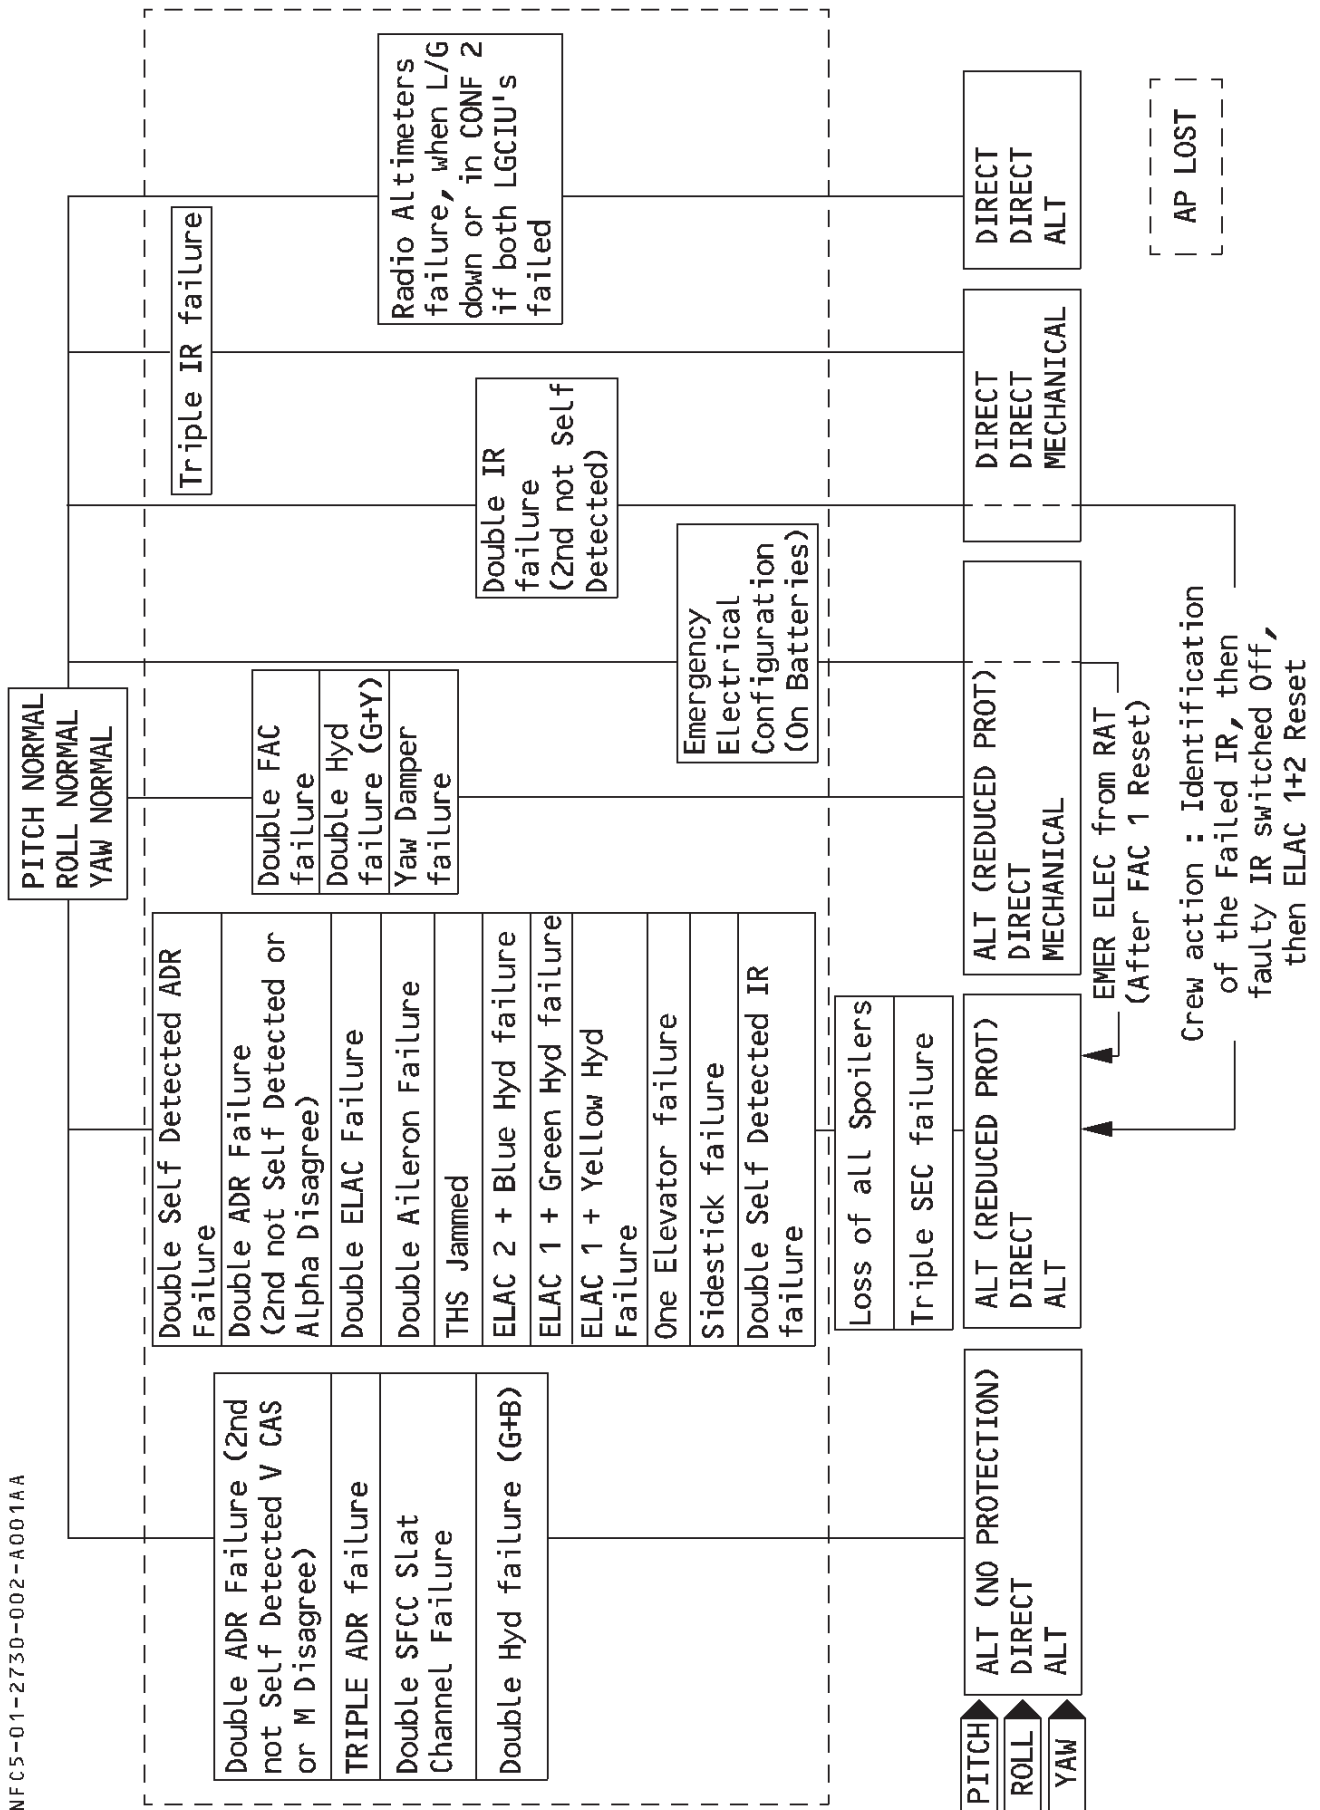 NFC5-01-2730-002-A001AA
PITCH NORMAL
ROLL NORMAL
YAW NORMAL
Double ADR Failure (2nd
not Self Detected V CAS
or M Disagree)
TRIPLE ADR failure
Double SFCC Slat
Channel Failure
Double Hyd failure (G+B)
Double Self Detected ADR
Failure
Double ADR Failure
(2nd not Self Detected or
Alpha Disagree)
Double ELAC Failure
Double Aileron Failure
THS Jammed
ELAC 2 + Blue Hyd failure
ELAC 1 + Green Hyd failure
ELAC 1 + Yellow Hyd
Failure
One Elevator failure
Sidestick failure
Double Self Detected IR
failure
Loss of all Spoilers
Triple SEC failure
Double FAC
failure
Double Hyd
failure (G+Y)
Yaw Damper
failure
Emergency
Electrical
Configuration
(On Batteries)
Double IR
failure
(2nd not Self
Detected)
Triple IR failure
Radio Altimeters
failure, when L/G
down or in CONF 2
if both LGCIU's
failed
PITCH
ROLL
YAW
ALT (NO PROTECTION)
DIRECT
ALT
ALT (REDUCED PROT)
DIRECT
ALT
ALT (REDUCED PROT)
DIRECT
MECHANICAL
DIRECT
DIRECT
MECHANICAL
DIRECT
DIRECT
ALT
EMER ELEC from RAT
(After FAC 1 Reset)
Crew action : Identification
of the Failed IR, then
faulty IR switched Off,
then ELAC 1+2 Reset
AP LOST